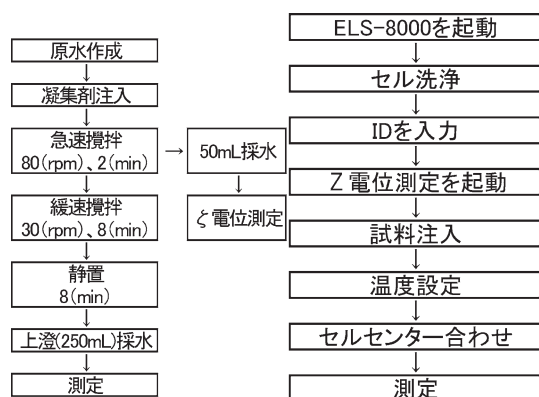 原水作成
↓
凝集剤注入
↓
急速攪拌
80(rpm)、2(min)
→
50mL採水
↓
ζ電位測定
↓
緩速攪拌
30(rpm)、8(min)
↓
静置
8(min)
↓
上澄(250mL)採水
↓
測定
ELS-8000を起動
↓
セル洗浄
↓
IDを入力
↓
Z電位測定を起動
↓
試料注入
↓
温度設定
↓
セルセンター合わせ
↓
測定